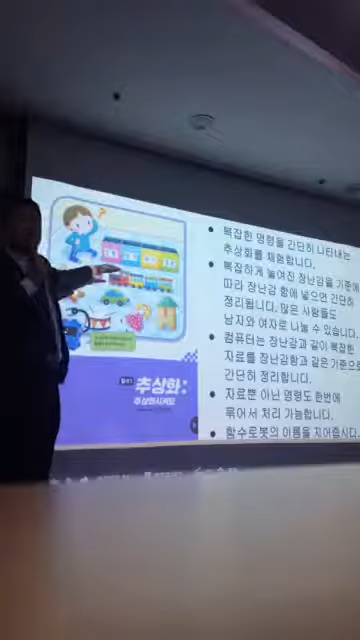 복잡한 명령을 간단히 나타내는
추상화를 체험합니다.
복잡하게 놓여진 장난감을 기준에
따라 장난감 함에 넣으면 간단히
정리됩니다. 많은 사람들도
남자와 여자로 나눌 수 있습니다.
컴퓨터는 장난감과 같이 복잡한
자료를 장난감함과 같은 기준으로
간단히 정리합니다.
자료뿐 아닌 명령도 한번에
묶어서 처리 가능합니다.
함수로봇의 이름을 지어줍시다.
추상화:
추상화시켜요